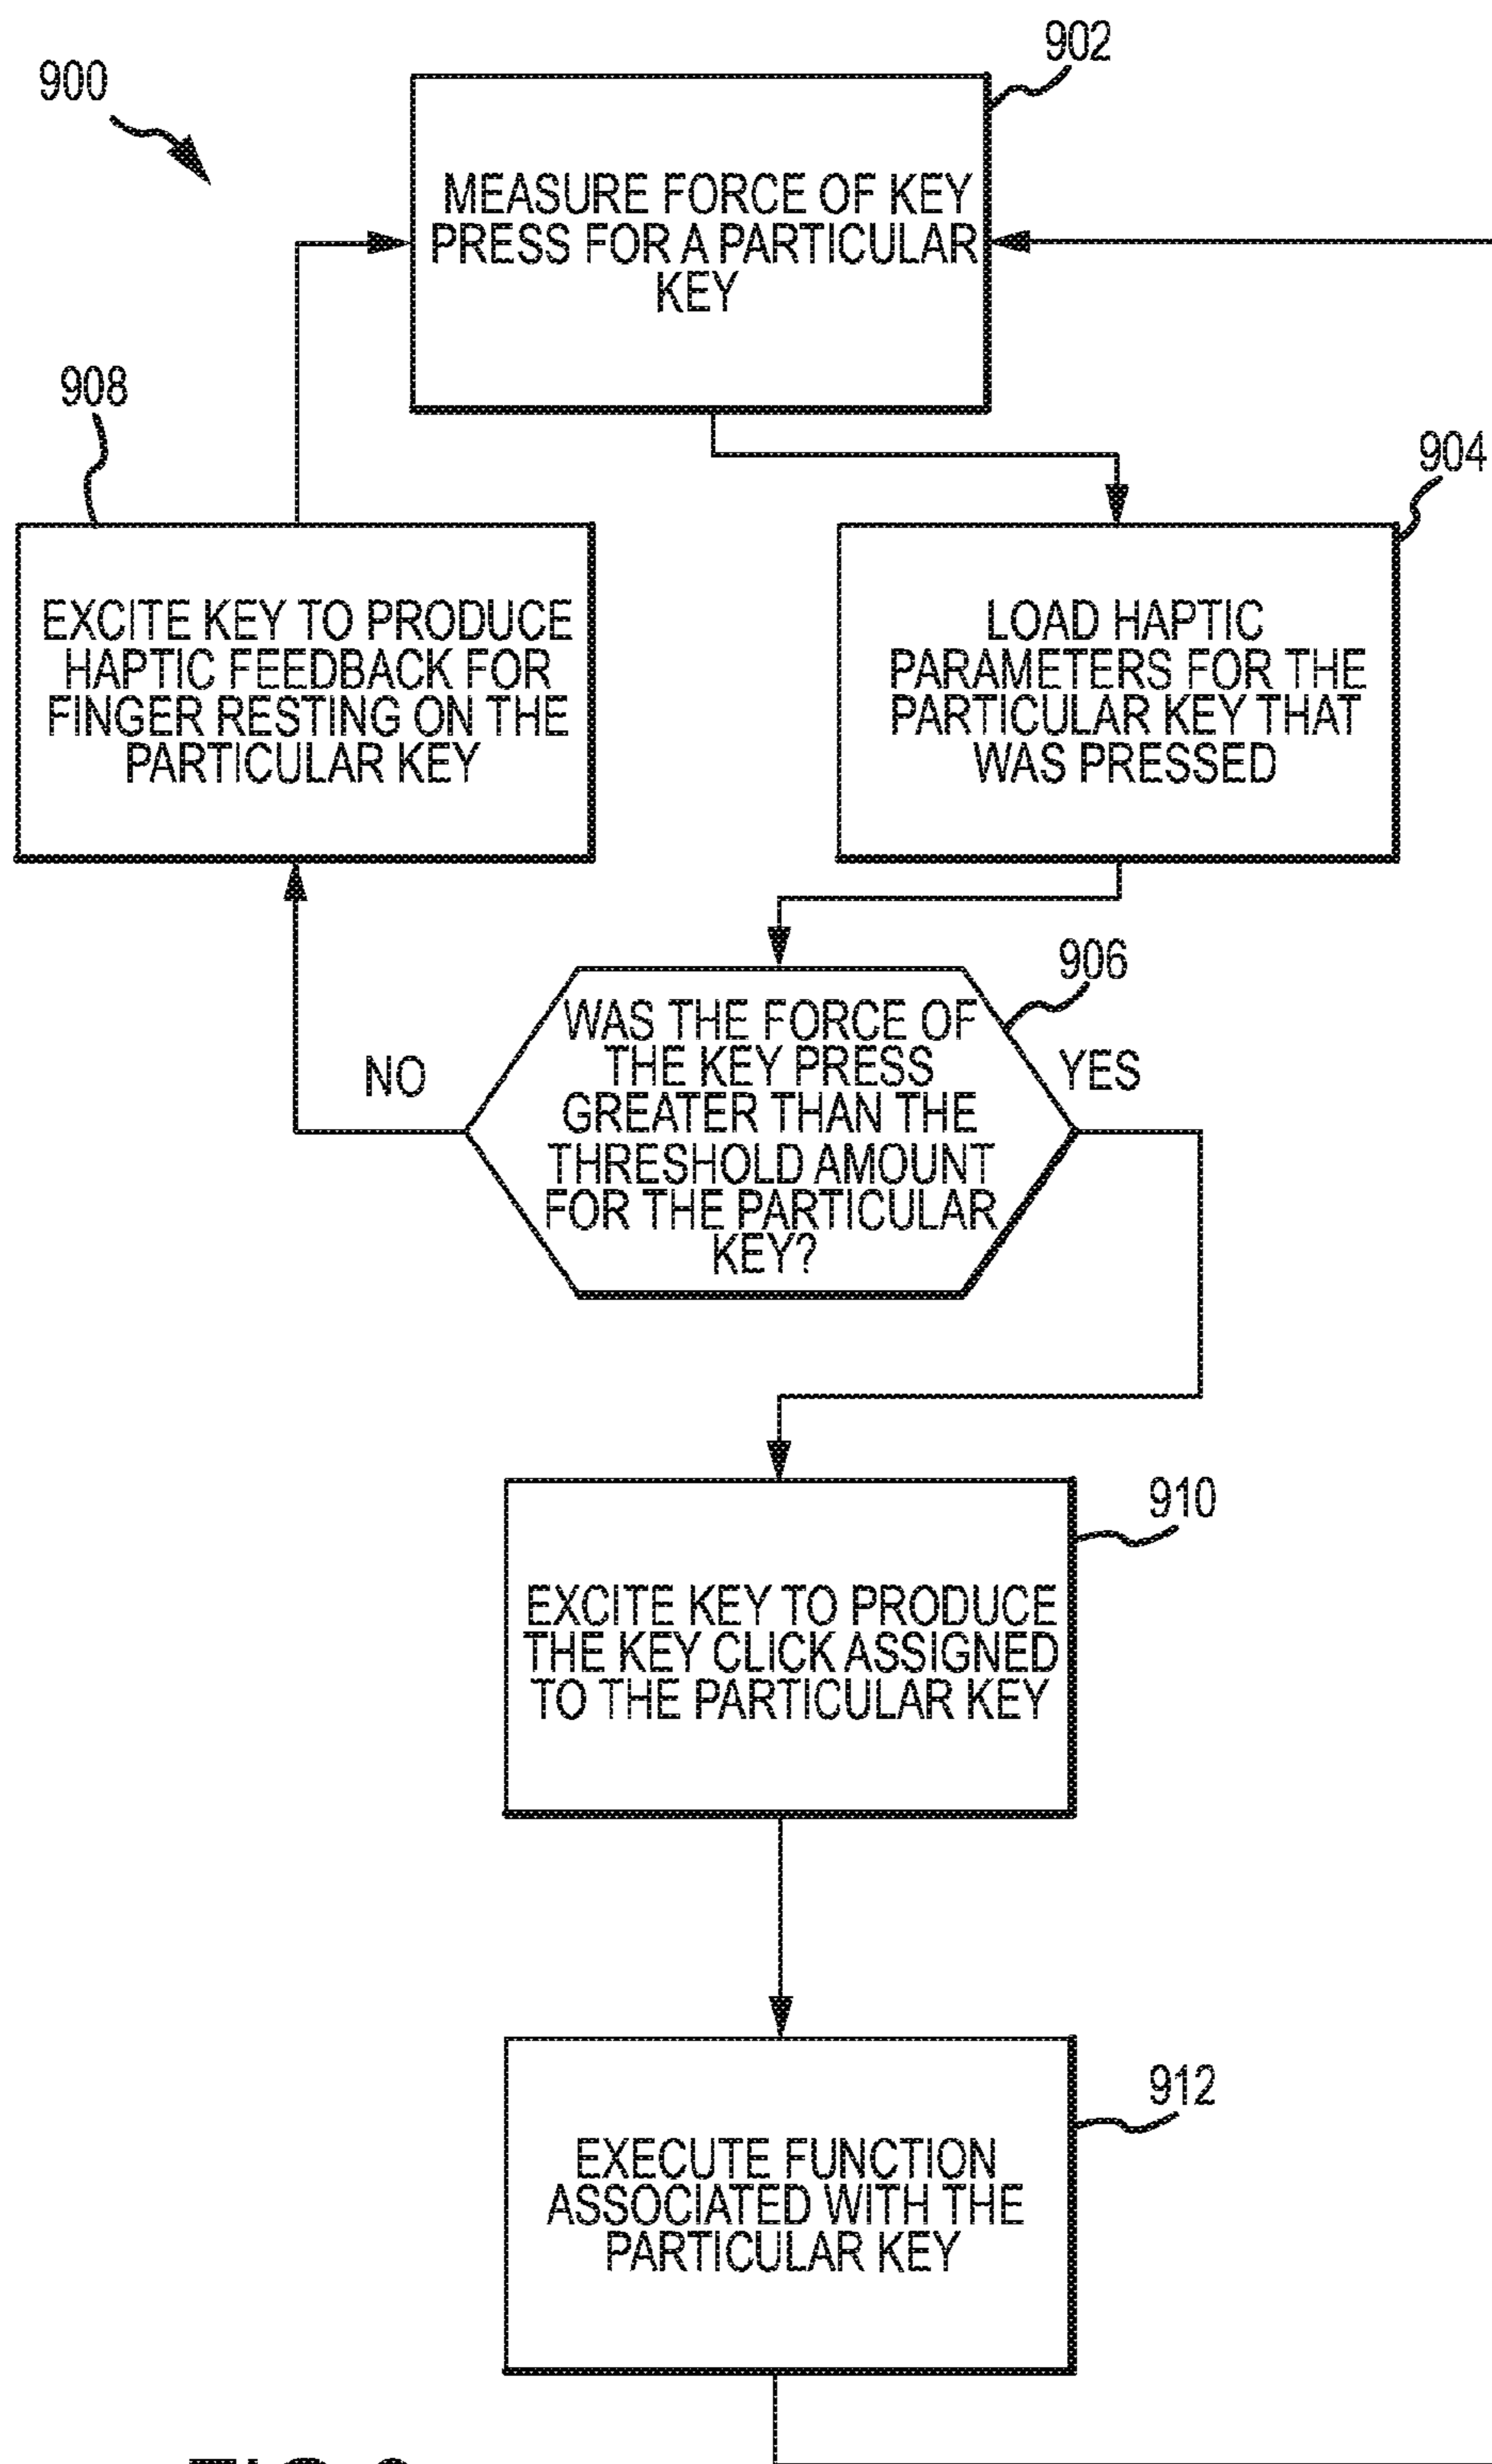 900
902
MEASURE FORCE OF KEY
PRESS FOR A PARTICULAR
KEY
908
904
EXCITE KEY TO PRODUCE
HAPTIC FEEDBACK FOR
FINGER RESTING ON THE
PARTICULAR KEY
LOAD HAPTIC
PARAMETERS FOR THE
PARTICULAR KEY THAT
WAS PRESSED
906
WAS THE FORCE OF
THE KEY PRESS
GREATER THAN THE
THRESHOLD AMOUNT
FOR THE PARTICULAR
KEY?
NO
YES
910
EXCITE KEY TO PRODUCE
THE KEY CLICK ASSIGNED
TO THE PARTICULAR KEY
912
EXECUTE FUNCTION
ASSOCIATED WITH THE
PARTICULAR KEY